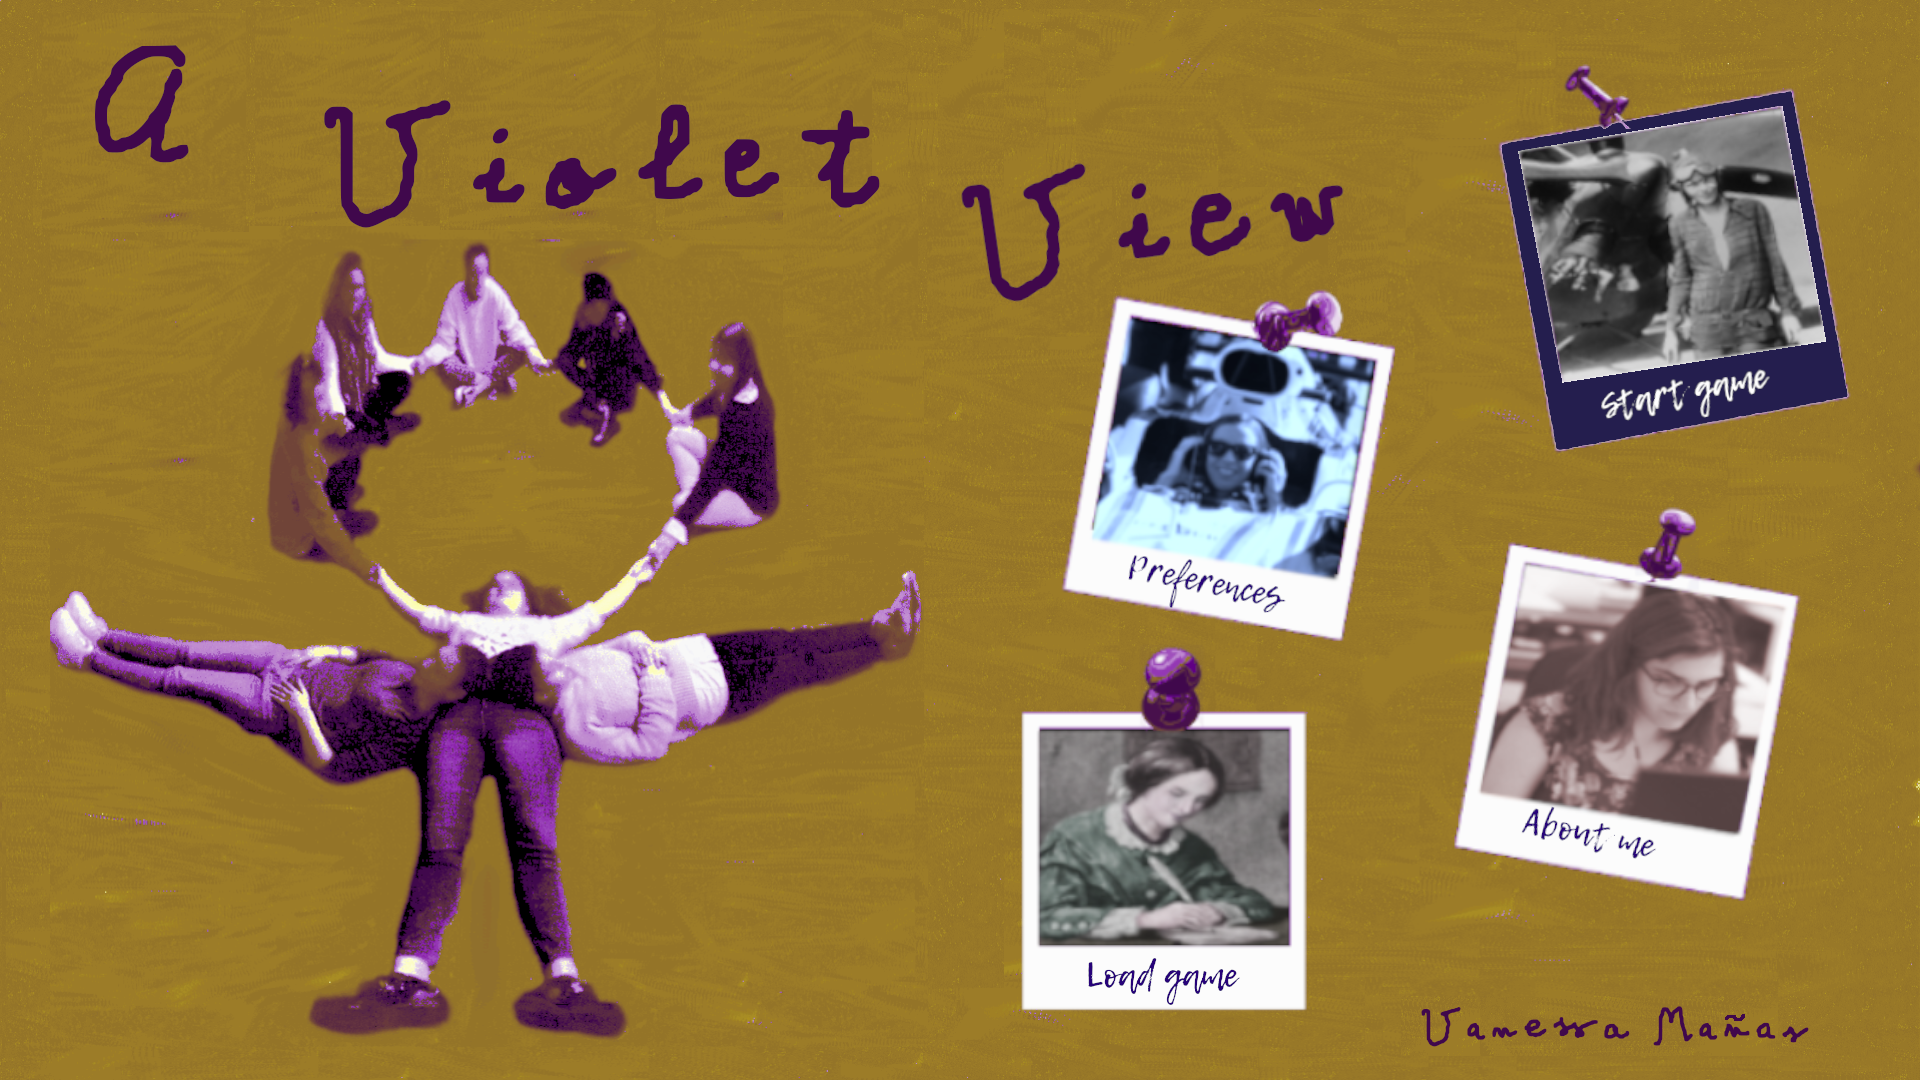 A Violet View
Start game
Preferences
About me
Load game
Vanessa Mañas